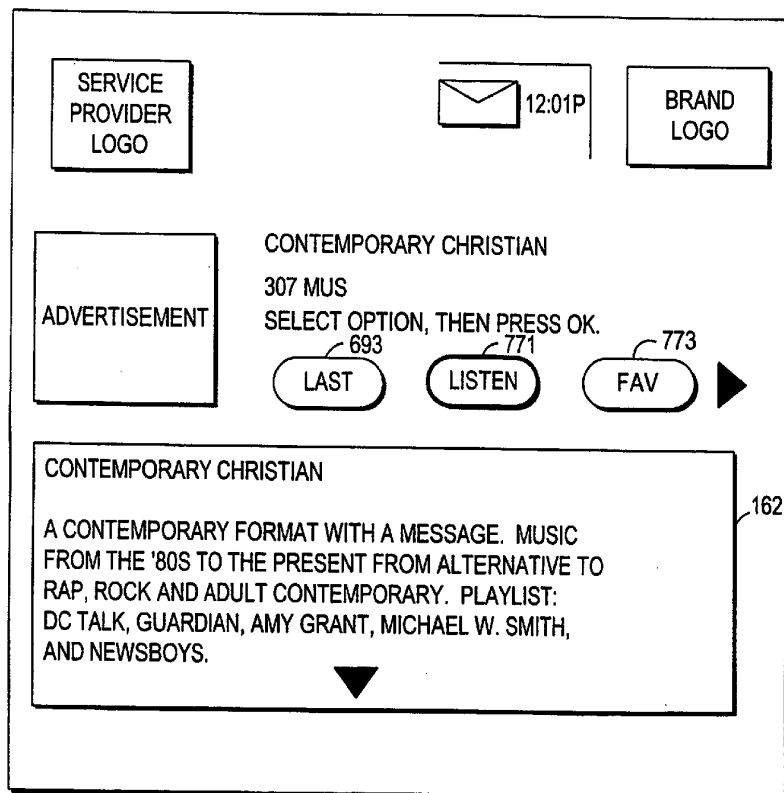 SERVICE
PROVIDER
LOGO
12:01P
BRAND
LOGO
ADVERTISEMENT
CONTEMPORARY CHRISTIAN
307 MUS
SELECT OPTION, THEN PRESS OK.
693
771
773
LAST
LISTEN
FAV
CONTEMPORARY CHRISTIAN
162
A CONTEMPORARY FORMAT WITH A MESSAGE. MUSIC
FROM THE '80S TO THE PRESENT FROM ALTERNATIVE TO
RAP, ROCK AND ADULT CONTEMPORARY. PLAYLIST:
DC TALK, GUARDIAN, AMY GRANT, MICHAEL W. SMITH,
AND NEWSBOYS.